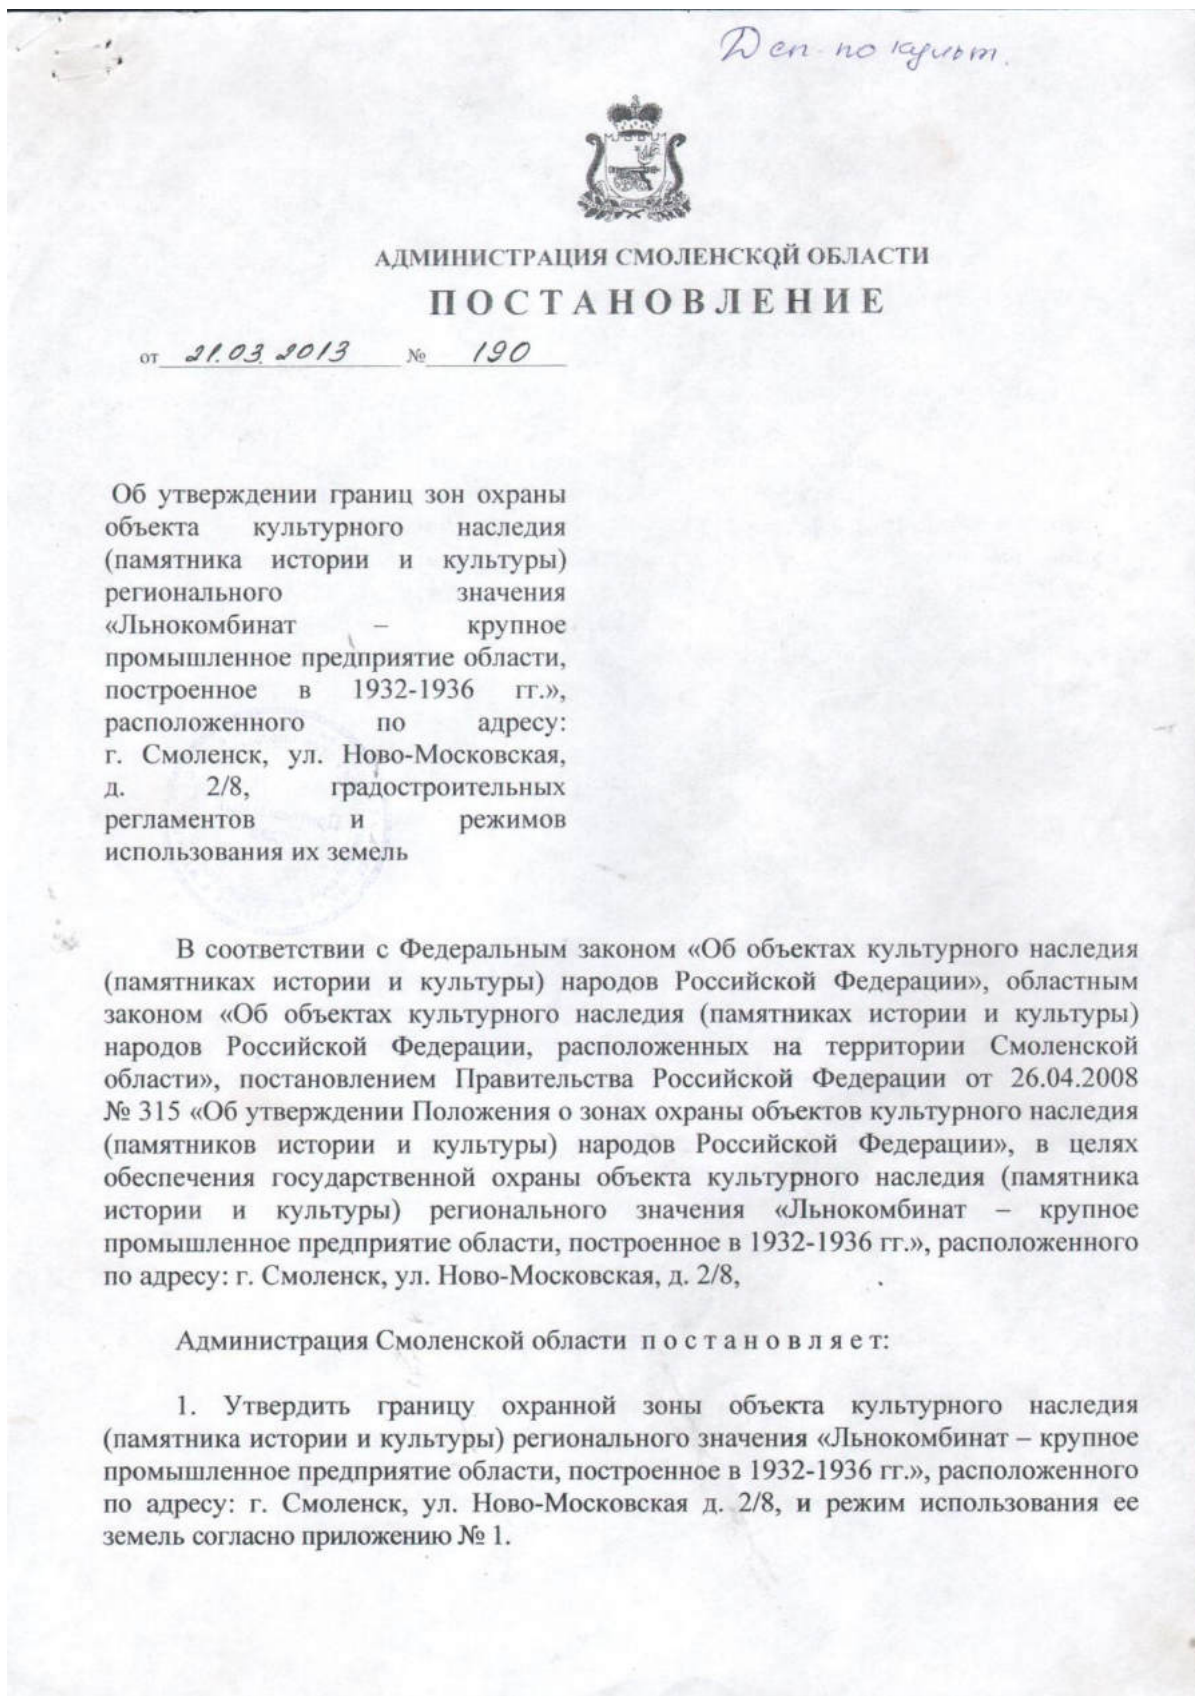 Деп. по культ.
АДМИНИСТРАЦИЯ СМОЛЕНСКОЙ ОБЛАСТИ
П О С Т А Н О В Л Е Н И Е
от 21.03.2013 № 190
Об утверждении границ зон охраны
объекта культурного наследия
(памятника истории и культуры)
регионального значения
«Льнокомбинат – крупное
промышленное предприятие области,
построенное в 1932-1936 гг.»,
расположенного по адресу:
г. Смоленск, ул. Ново-Московская,
д. 2/8, градостроительных
регламентов и режимов
использования их земель
В соответствии с Федеральным законом «Об объектах культурного наследия
(памятниках истории и культуры) народов Российской Федерации», областным
законом «Об объектах культурного наследия (памятниках истории и культуры)
народов Российской Федерации, расположенных на территории Смоленской
области», постановлением Правительства Российской Федерации от 26.04.2008
№ 315 «Об утверждении Положения о зонах охраны объектов культурного наследия
(памятников истории и культуры) народов Российской Федерации», в целях
обеспечения государственной охраны объекта культурного наследия (памятника
истории и культуры) регионального значения «Льнокомбинат – крупное
промышленное предприятие области, построенное в 1932-1936 гг.», расположенного
по адресу: г. Смоленск, ул. Ново-Московская, д. 2/8,
Администрация Смоленской области п о с т а н о в л я е т:
1. Утвердить границу охранной зоны объекта культурного наследия
(памятника истории и культуры) регионального значения «Льнокомбинат – крупное
промышленное предприятие области, построенное в 1932-1936 гг.», расположенного
по адресу: г. Смоленск, ул. Ново-Московская д. 2/8, и режим использования ее
земель согласно приложению № 1.